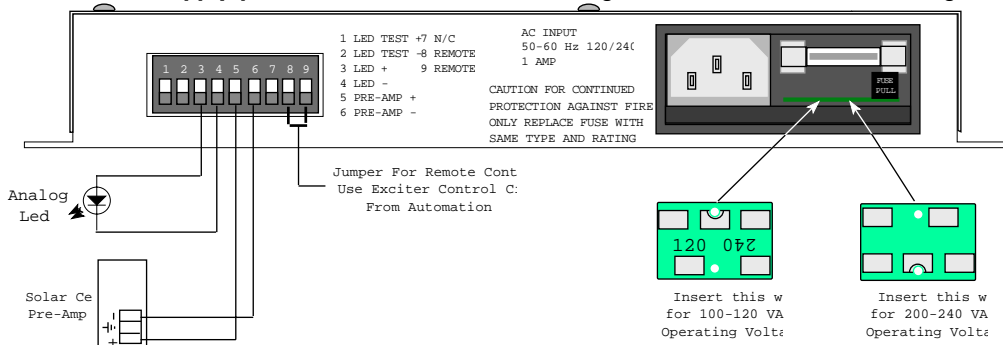 1 2 3 4 5 6 7 8 9
1 LED TEST +7 N/C
2 LED TEST -8 REMOTE
3 LED + 9 REMOTE
4 LED -
5 PRE-AMP +
6 PRE-AMP -
AC INPUT
50-60 Hz 120/240
1 AMP
CAUTION FOR CONTINUED
PROTECTION AGAINST FIRE
ONLY REPLACE FUSE WITH
SAME TYPE AND RATING
FUSE
PULL
Jumper For Remote Cont
Use Exciter Control C
From Automation
Analog
Led
120 240
Solar Ce
Pre-Amp
+
Insert this w
for 100-120 VA
Operating Volta
Insert this w
for 200-240 VA
Operating Volta